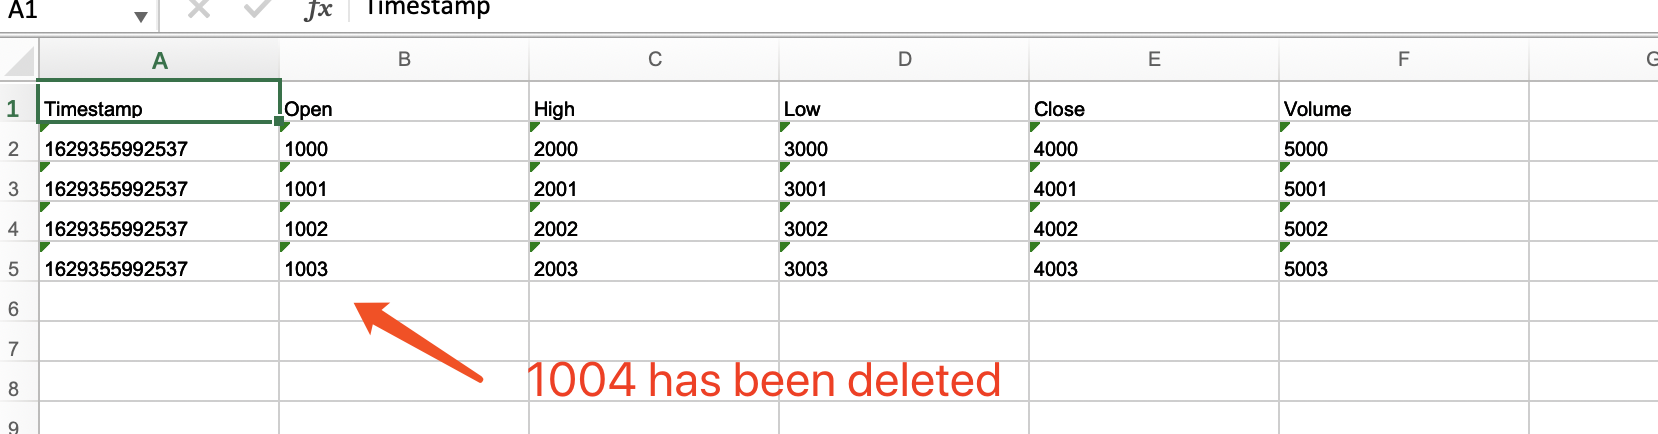 A1 fx Timestamp
A B C D E F G
1 Timestamp Open High Low Close Volume
2 1629355992537 1000 2000 3000 4000 5000
3 1629355992537 1001 2001 3001 4001 5001
4 1629355992537 1002 2002 3002 4002 5002
5 1629355992537 1003 2003 3003 4003 5003
6
7
8 1004 has been deleted
9